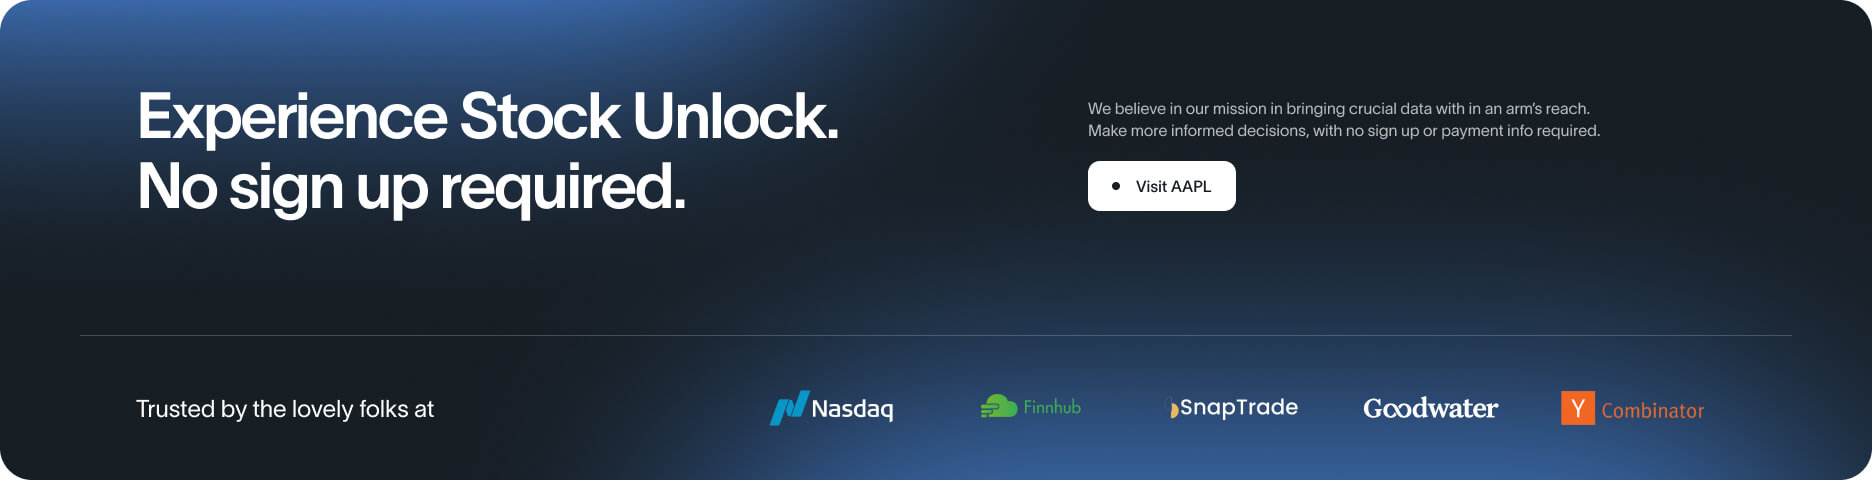 Experience Stock Unlock.
No sign up required.
We believe in our mission in bringing crucial data with in an arm’s reach.
Make more informed decisions, with no sign up or payment info required.
Visit AAPL
Trusted by the lovely folks at
Nasdaq
Finnhub
SnapTrade
Goodwater
Y Combinator